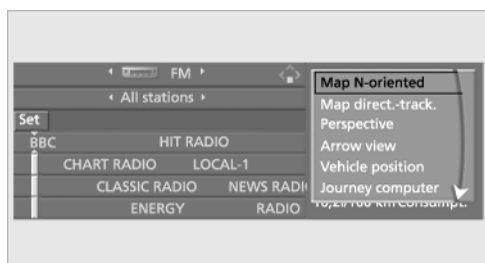 FM
All stations
Set
BBC HIT RADIO
CHART RADIO LOCAL-1
CLASSIC RADIO NEWS RADI
ENERGY RADIO
Map N-oriented
Map direct.-track.
Perspective
Arrow view
Vehicle position
Journey computer
km Consumpt.